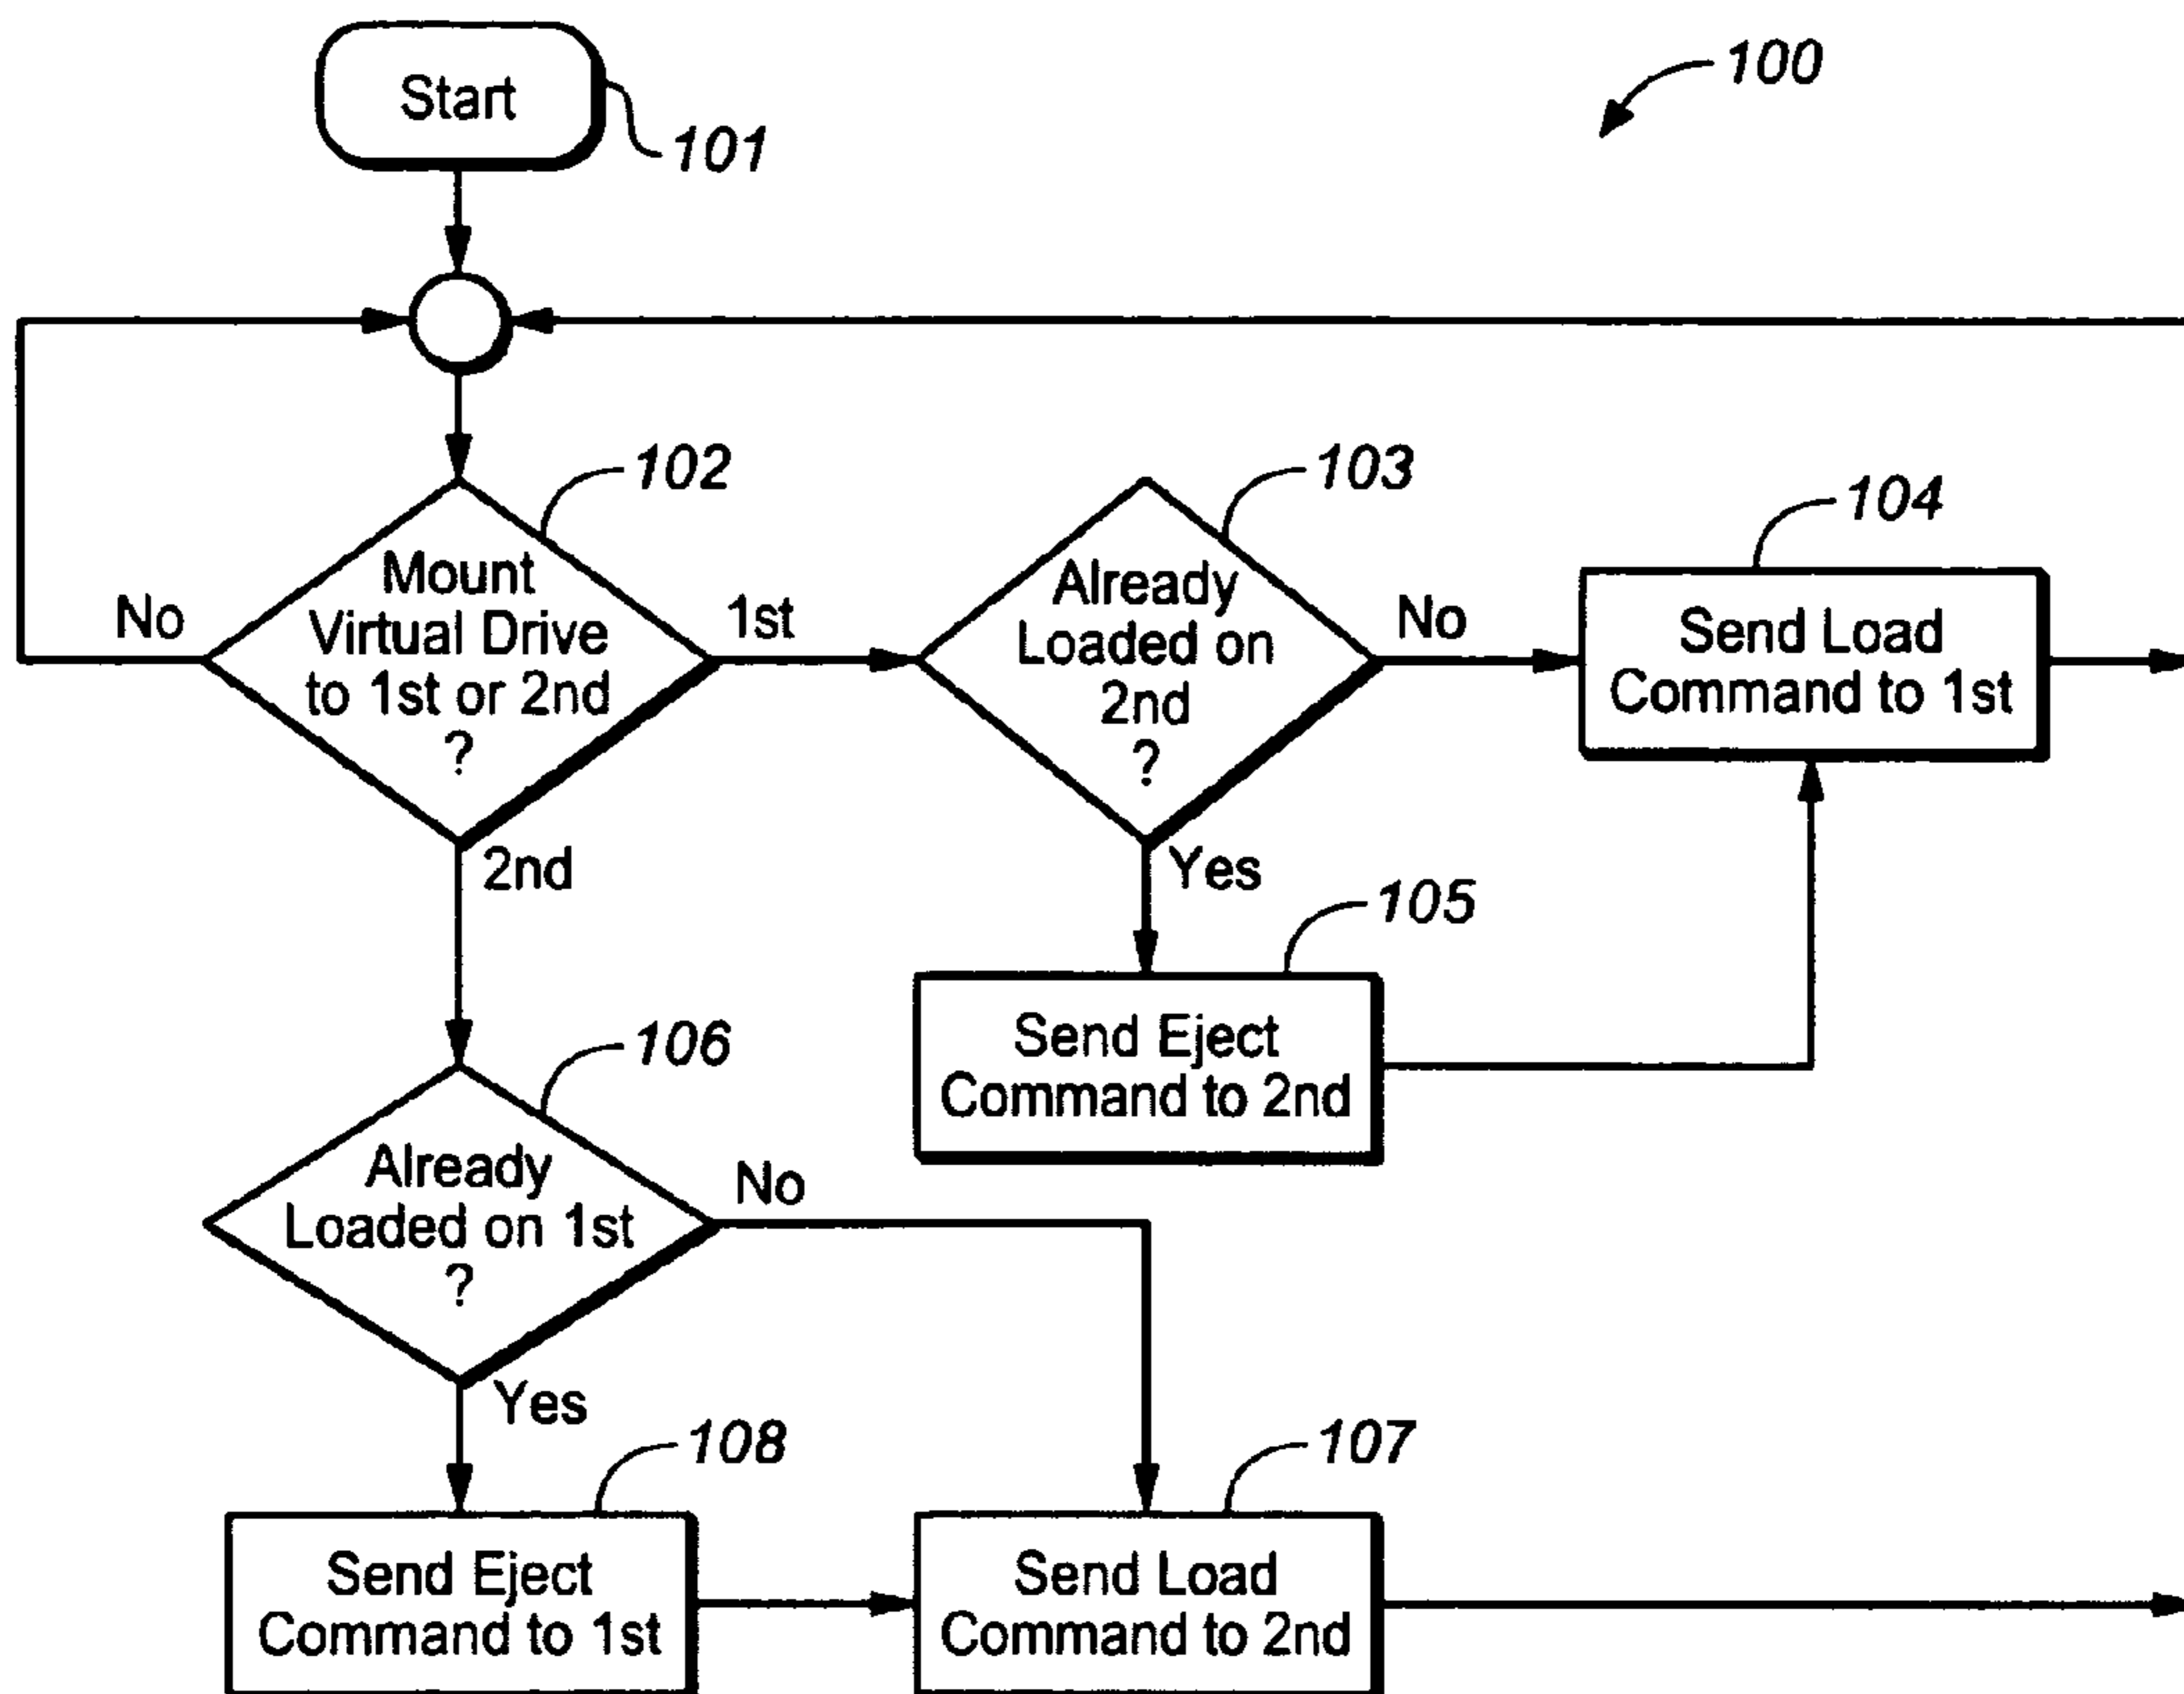 Start
101
100
102
Mount
Virtual Drive
to 1st or 2nd
?
No
1st
2nd
103
Already
Loaded on
2nd
?
No
Yes
104
Send Load
Command to 1st
105
Send Eject
Command to 2nd
106
Already
Loaded on 1st
?
No
Yes
108
Send Eject
Command to 1st
107
Send Load
Command to 2nd